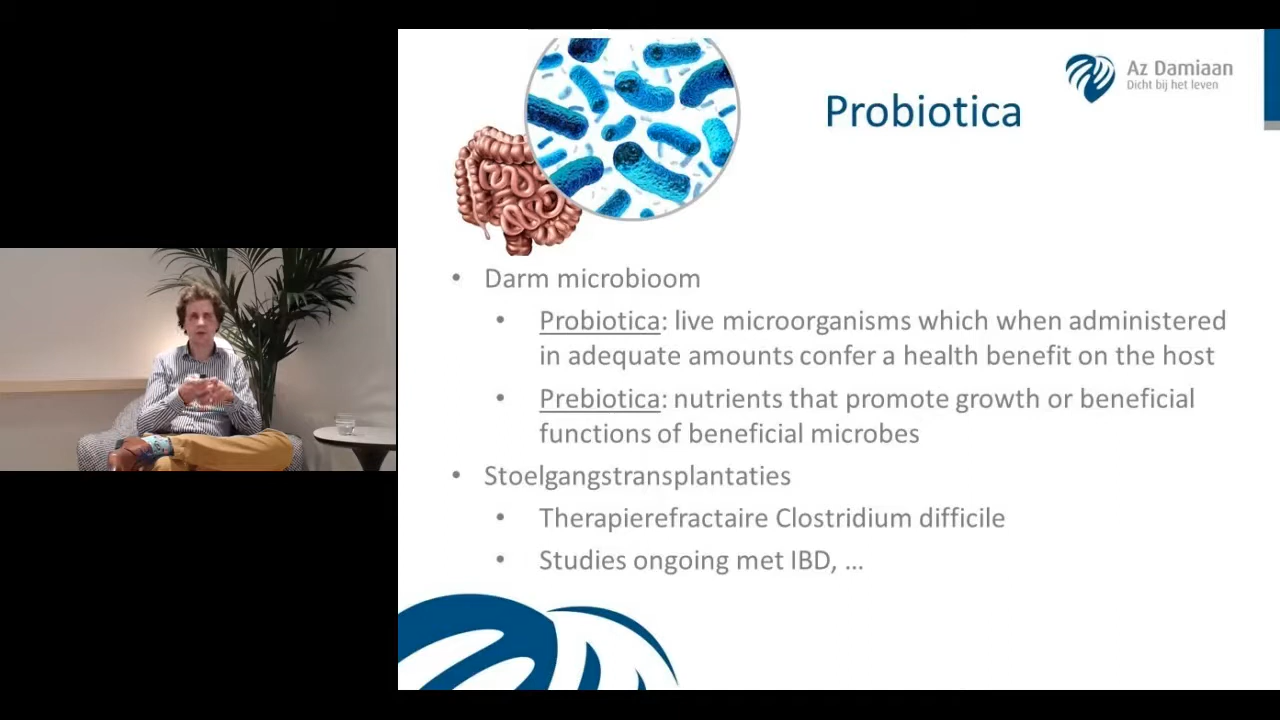 Az Damiaan
Dicht bij het leven
Probiotica
• Darm microbioom
• Probiotica: live microorganisms which when administered
in adequate amounts confer a health benefit on the host
• Prebiotica: nutrients that promote growth or beneficial
functions of beneficial microbes
• Stoelgangstransplantaties
• Therapierefractaire Clostridium difficile
• Studies ongoing met IBD, ...